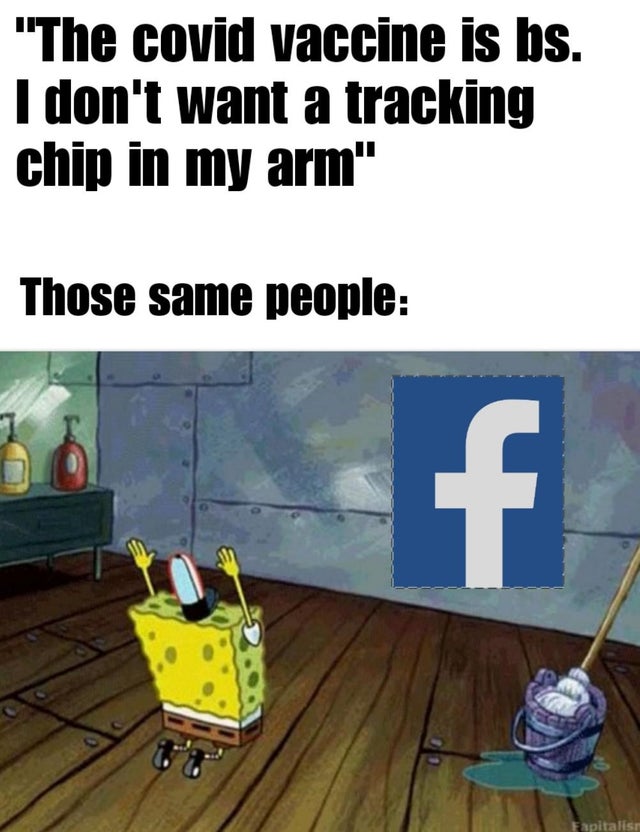 "The covid vaccine is bs.
I don't want a tracking
chip in my arm"
Those same people:
f